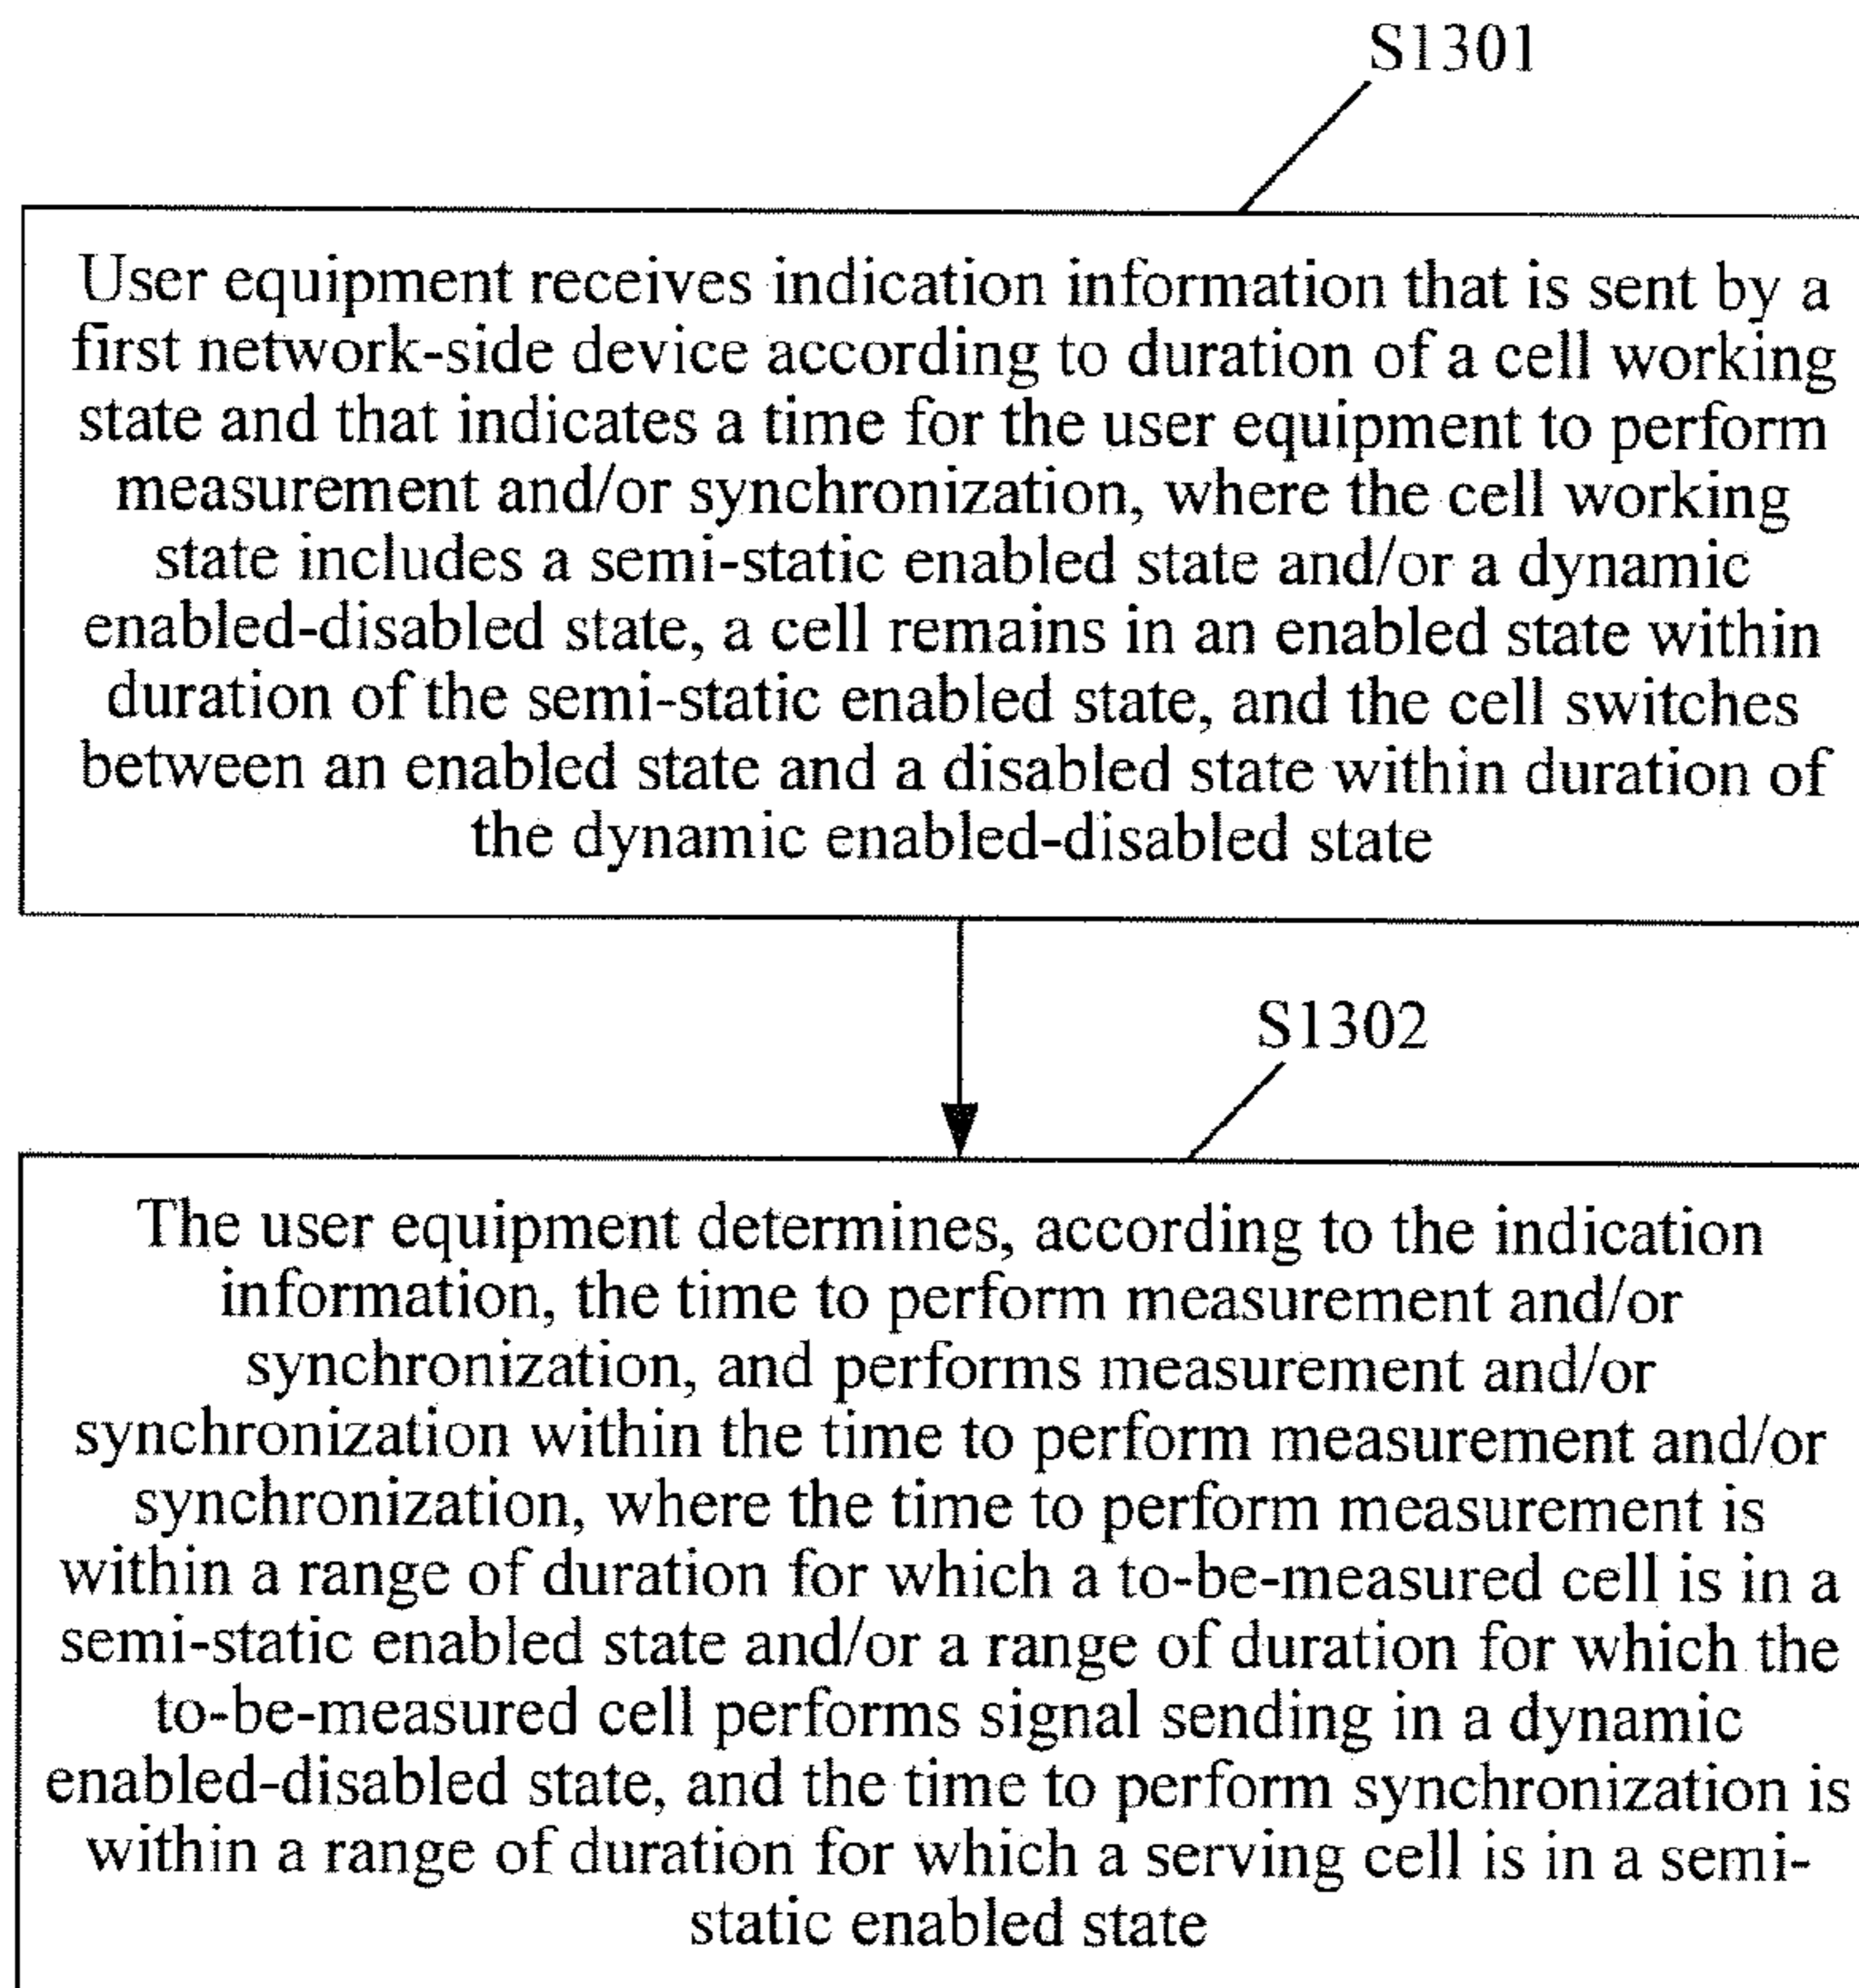 S1301
User equipment receives indication information that is sent by a
first network-side device according to duration of a cell working
state and that indicates a time for the user equipment to perform
measurement and/or synchronization, where the cell working
state includes a semi-static enabled state and/or a dynamic
enabled-disabled state, a cell remains in an enabled state within
duration of the semi-static enabled state, and the cell switches
between an enabled state and a disabled state within duration of
the dynamic enabled-disabled state
S1302
The user equipment determines, according to the indication
information, the time to perform measurement and/or
synchronization, and performs measurement and/or
synchronization within the time to perform measurement and/or
synchronization, where the time to perform measurement is
within a range of duration for which a to-be-measured cell is in a
semi-static enabled state and/or a range of duration for which the
to-be-measured cell performs signal sending in a dynamic
enabled-disabled state, and the time to perform synchronization is
within a range of duration for which a serving cell is in a semi-
static enabled state